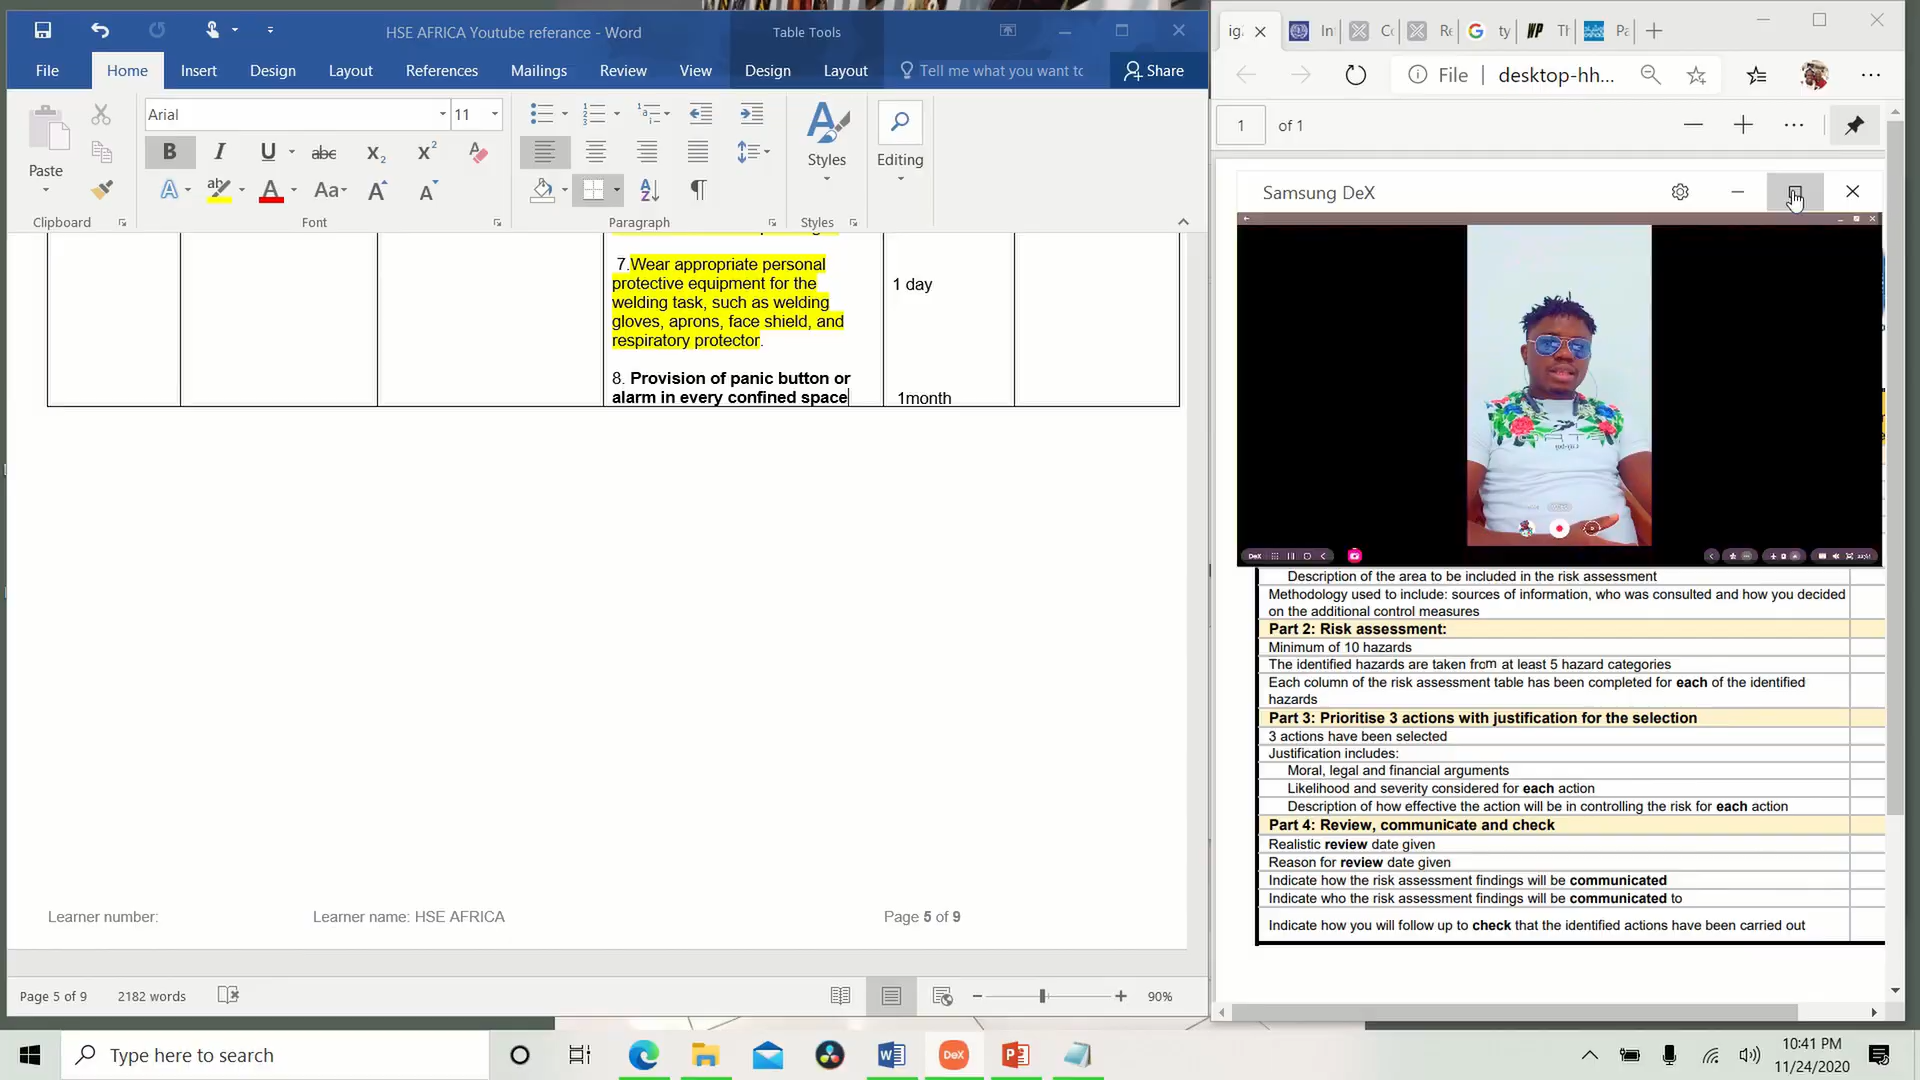 HSE AFRICA Youtube referance - Word
Table Tools
File
Home
Insert
Design
Layout
References
Mailings
Review
View
Design
Layout
Tell me what you want to
Share
Paste
Clipboard
Arial
11
Font
Paragraph
Styles
Styles
Editing
7.Wear appropriate personal
protective equipment for the
welding task, such as welding
gloves, aprons, face shield, and
respiratory protector.
1 day
8. Provision of panic button or
alarm in every confined space
1month
Learner number:
Learner name: HSE AFRICA
Page 5 of 9
Page 5 of 9
2182 words
90%
File
desktop-hh...
1
of 1
Samsung DeX
DeX
Description of the area to be included in the risk assessment
Methodology used to include: sources of information, who was consulted and how you decided
on the additional control measures
Part 2: Risk assessment:
Minimum of 10 hazards
The identified hazards are taken from at least 5 hazard categories
Each column of the risk assessment table has been completed for each of the identified
hazards
Part 3: Prioritise 3 actions with justification for the selection
3 actions have been selected
Justification includes:
Moral, legal and financial arguments
Likelihood and severity considered for each action
Description of how effective the action will be in controlling the risk for each action
Part 4: Review, communicate and check
Realistic review date given
Reason for review date given
Indicate how the risk assessment findings will be communicated
Indicate who the risk assessment findings will be communicated to
Indicate how you will follow up to check that the identified actions have been carried out
Type here to search
DeX
10:41 PM
11/24/2020